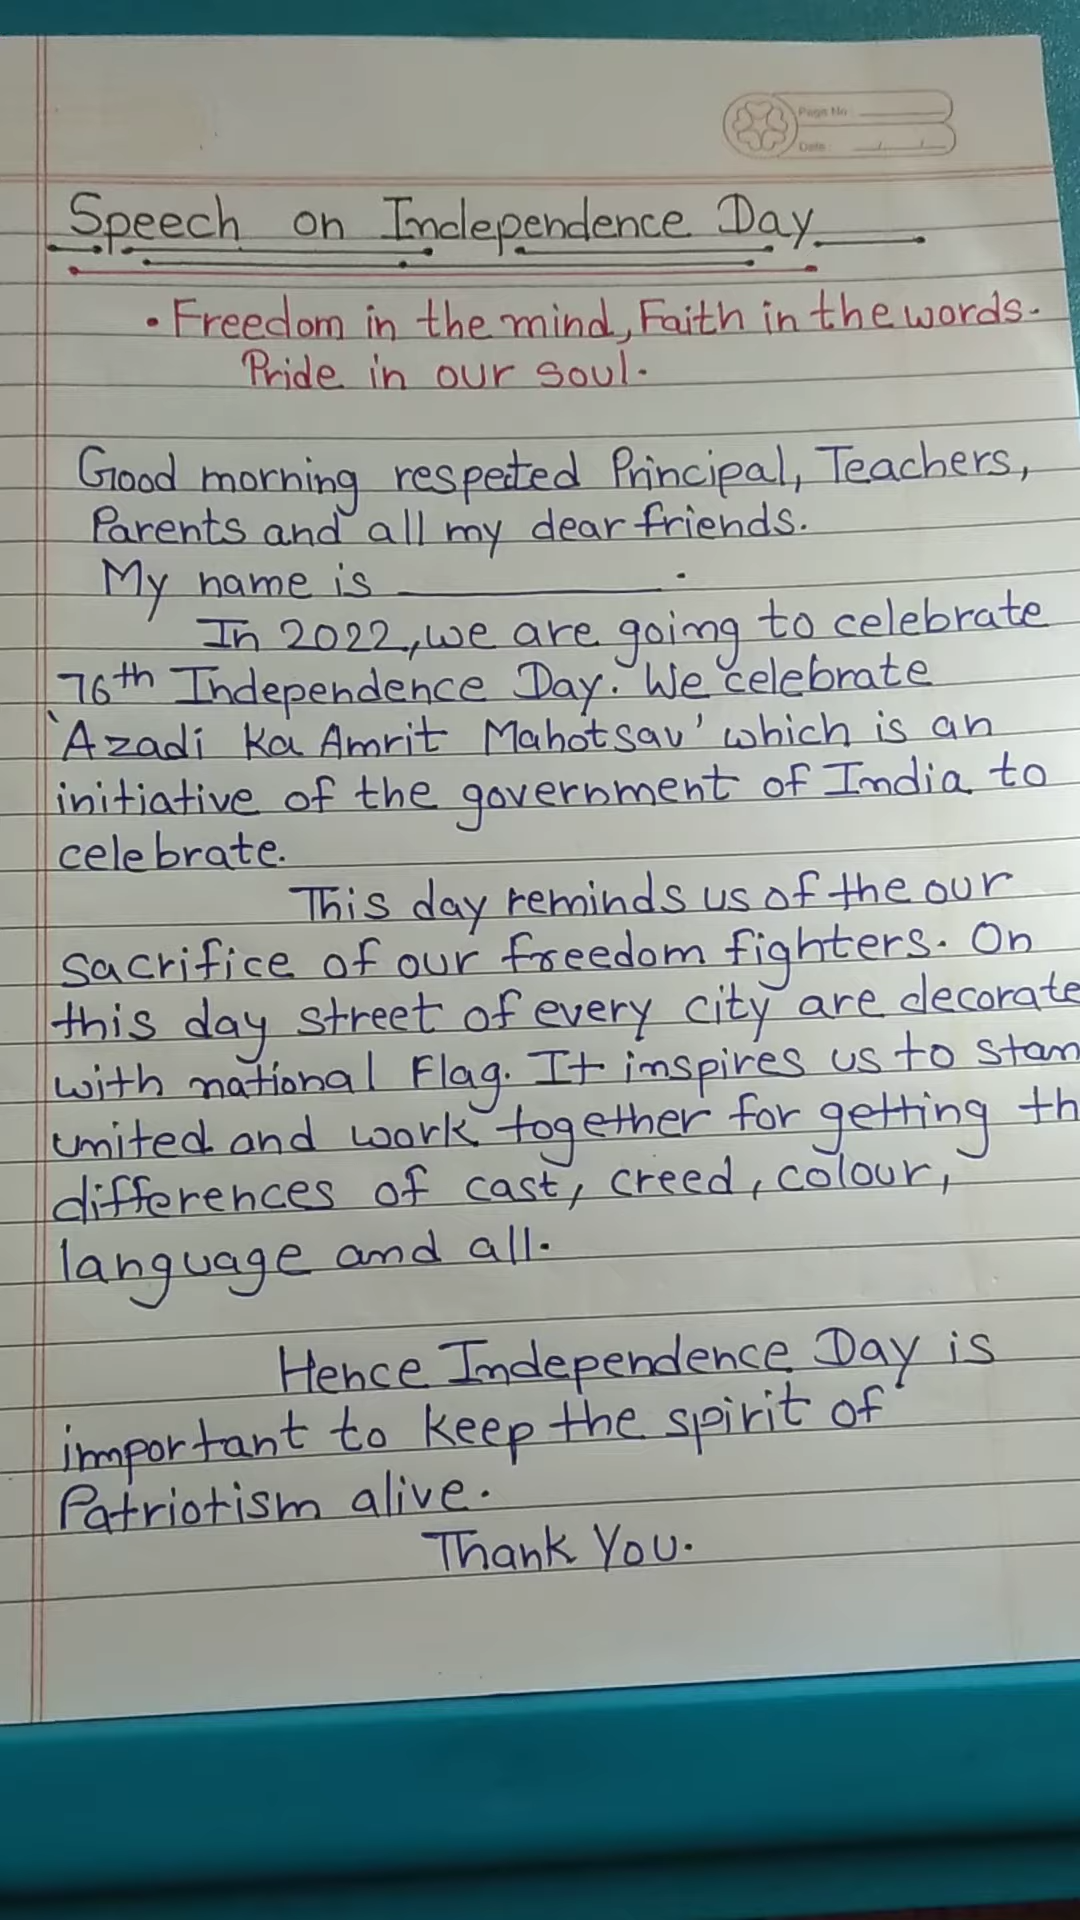 Page No
Date
Speech on Independence Day
• Freedom in the mind, Faith in the words.
Pride in our soul.
Good morning respeted Principal, Teachers,
Parents and all my dear friends.
My name is ____________.
In 2022, we are going to celebrate
76th Independence Day. We celebrate
'Azadi Ka Amrit Mahotsav' which is an
initiative of the government of India to
celebrate.
This day reminds us of the our
sacrifice of our freedom fighters. On
this day street of every city are decorate
with national Flag. It inspires us to stan
united and work together for getting th
differences of cast, creed, colour,
language and all.
Hence Independence Day is
important to keep the spirit of
Patriotism alive.
Thank You.